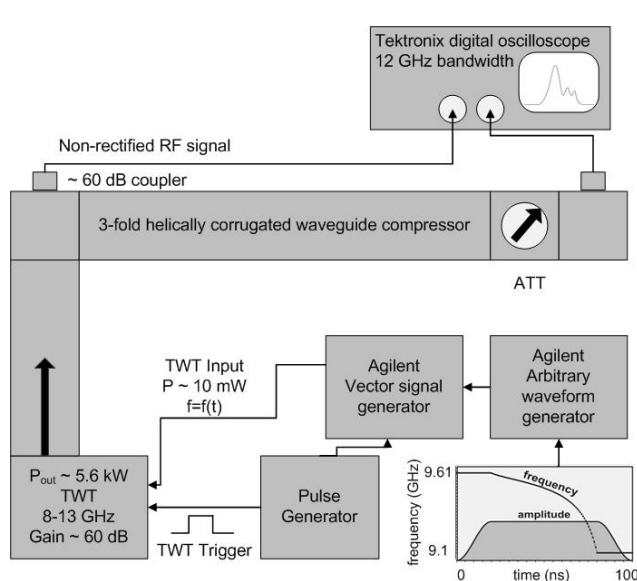 Tektronix digital oscilloscope
12 GHz bandwidth
Non-rectified RF signal
~ 60 dB coupler
3-fold helically corrugated waveguide compressor
ATT
TWT Input
P ~ 10 mW
f=f(t)
Agilent
Vector signal
generator
Agilent
Arbitrary
waveform
generator
Pout ~ 5.6 kW
TWT
8-13 GHz
Gain ~ 60 dB
TWT Trigger
Pulse
Generator
frequency (GHz)
9.61
9.1
frequency
amplitude
0
time (ns)
100